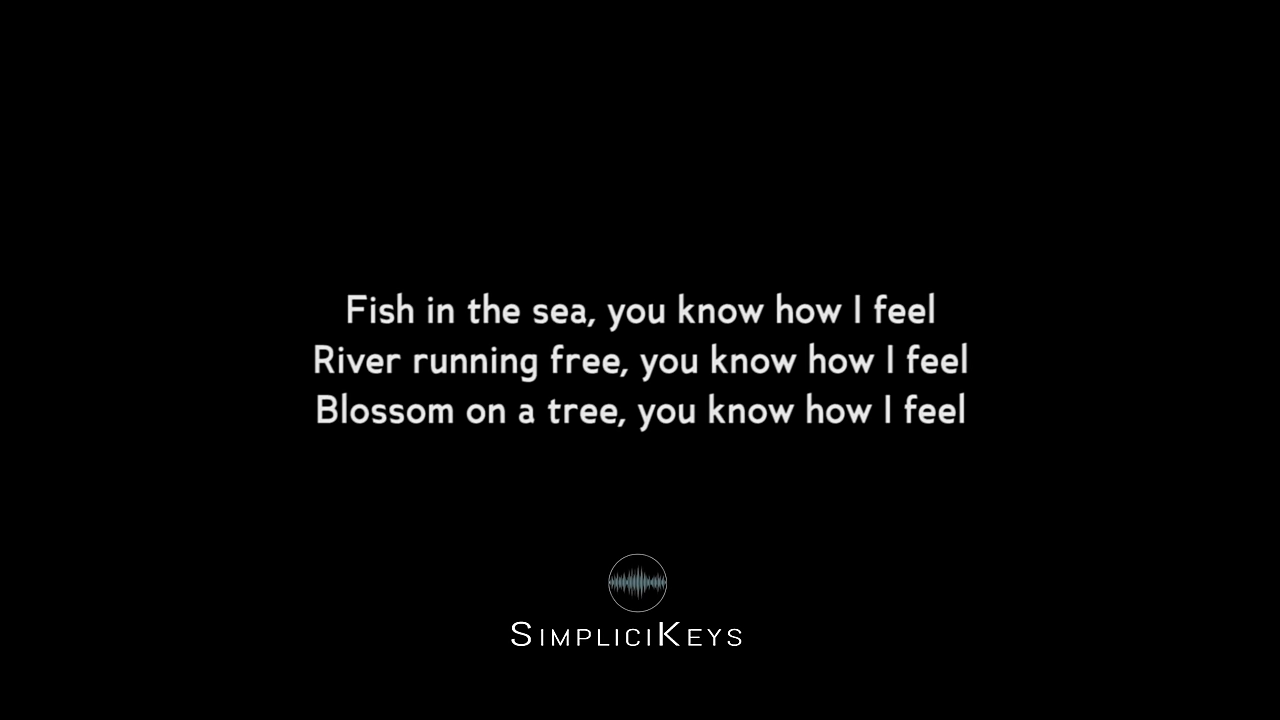 Fish in the sea, you know how I feel
River running free, you know how I feel
Blossom on a tree, you know how I feel
SIMPLICIKEYS